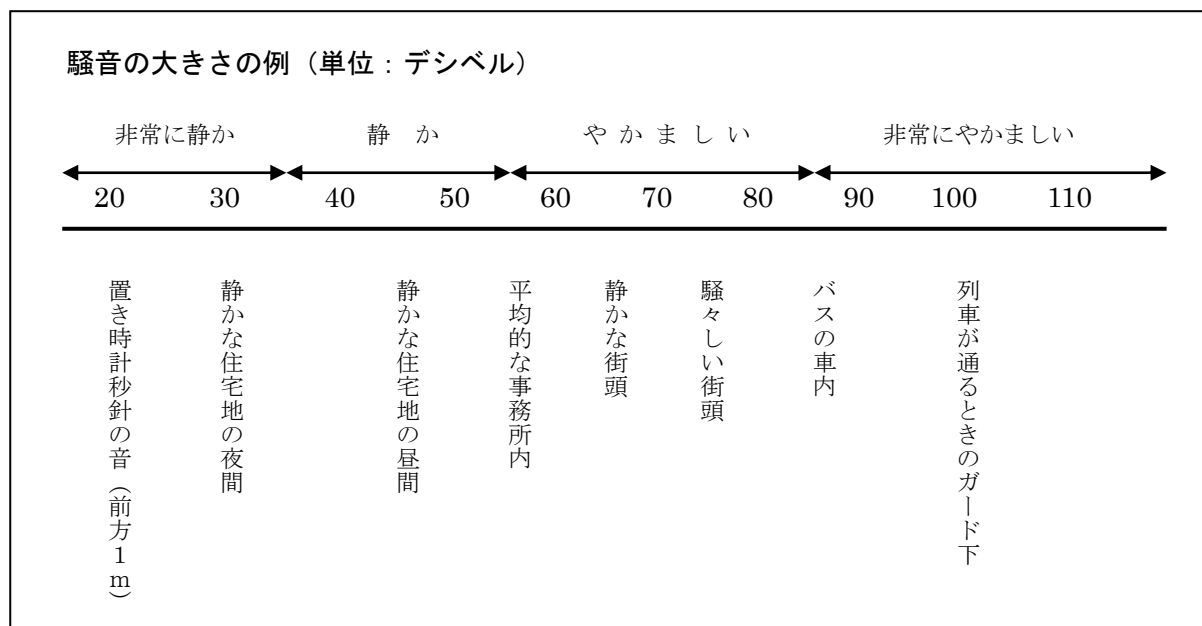 騒音の大きさの例（単位：デシベル）
非常に静か 静 か や か ま し い 非常にやかましい
20 30 40 50 60 70 80 90 100 110
置き時計秒針の音（前方１ｍ）
静かな住宅地の夜間
静かな住宅地の昼間
平均的な事務所内
静かな街頭
騒々しい街頭
バスの車内
列車が通るときのガード下